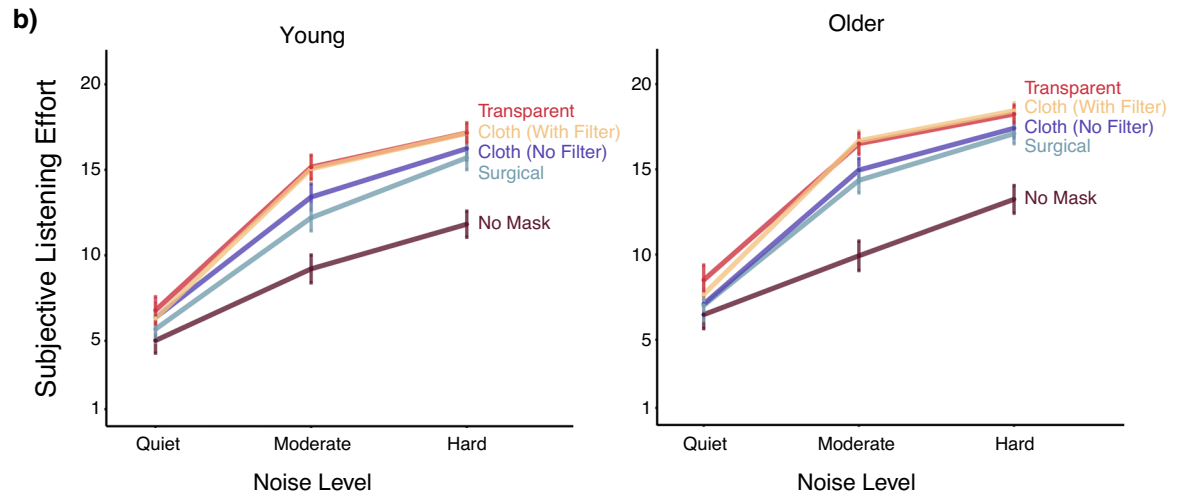 b)
Young
Subjective Listening Effort
20
15
10
5
1
Transparent
Cloth (With Filter)
Cloth (No Filter)
Surgical
No Mask
Quiet
Moderate
Hard
Noise Level
Older
20
15
10
5
1
Transparent
Cloth (With Filter)
Cloth (No Filter)
Surgical
No Mask
Quiet
Moderate
Hard
Noise Level